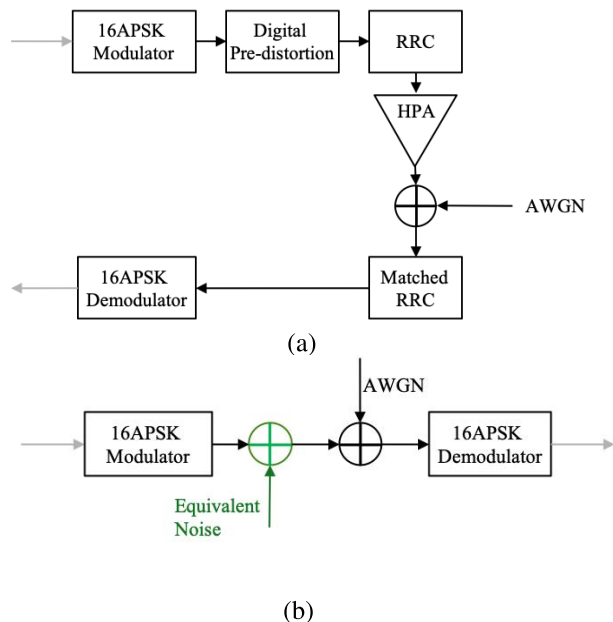 16APSK
Modulator
Digital
Pre-distortion
RRC
HPA
AWGN
16APSK
Demodulator
Matched
RRC
(a)
AWGN
16APSK
Modulator
16APSK
Demodulator
Equivalent
Noise
(b)